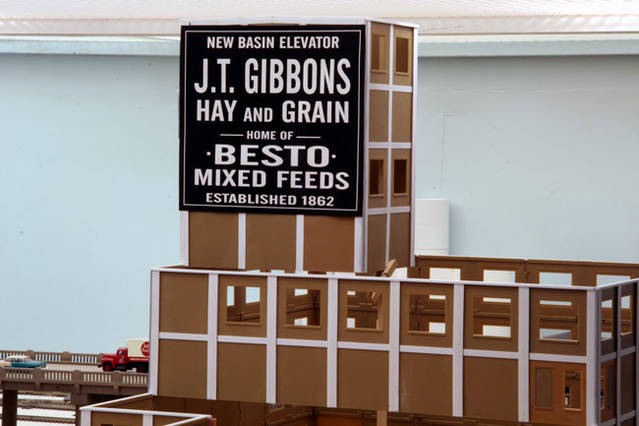 NEW BASIN ELEVATOR
J.T. GIBBONS
HAY AND GRAIN
HOME OF
·BESTO·
MIXED FEEDS
ESTABLISHED 1862